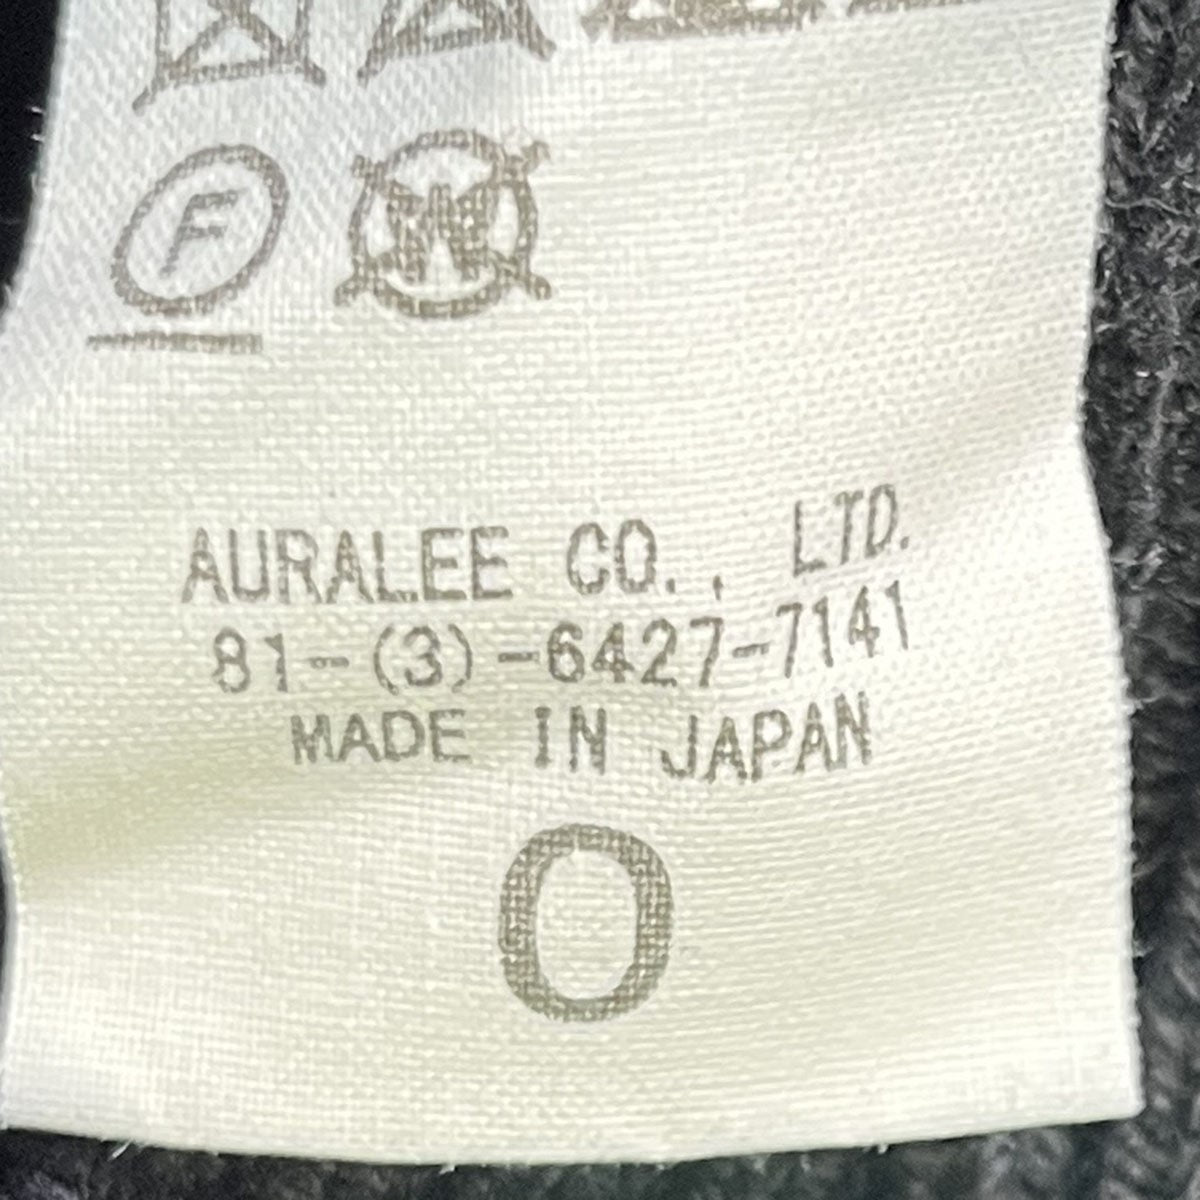 F
W
AURALEE CO., LTD.
81-(3)-6427-7141
MADE IN JAPAN
0